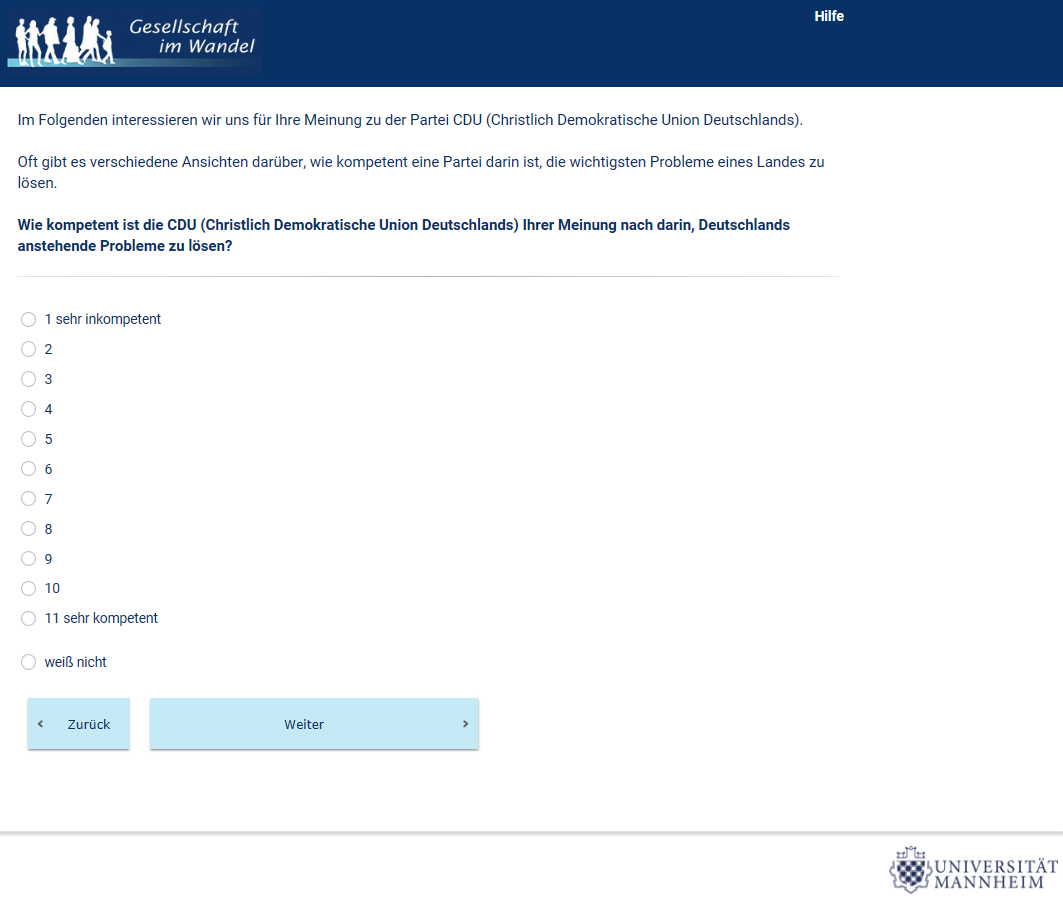 Gesellschaft
im Wandel
Hilfe
Im Folgenden interessieren wir uns für Ihre Meinung zu der Partei CDU (Christlich Demokratische Union Deutschlands).
Oft gibt es verschiedene Ansichten darüber, wie kompetent eine Partei darin ist, die wichtigsten Probleme eines Landes zu
lösen.
Wie kompetent ist die CDU (Christlich Demokratische Union Deutschlands) Ihrer Meinung nach darin, Deutschlands
anstehende Probleme zu lösen?
1 sehr inkompetent
2
3
4
5
6
7
8
9
10
11 sehr kompetent
weiß nicht
Zurück
Weiter
UNIVERSITÄT
MANNHEIM